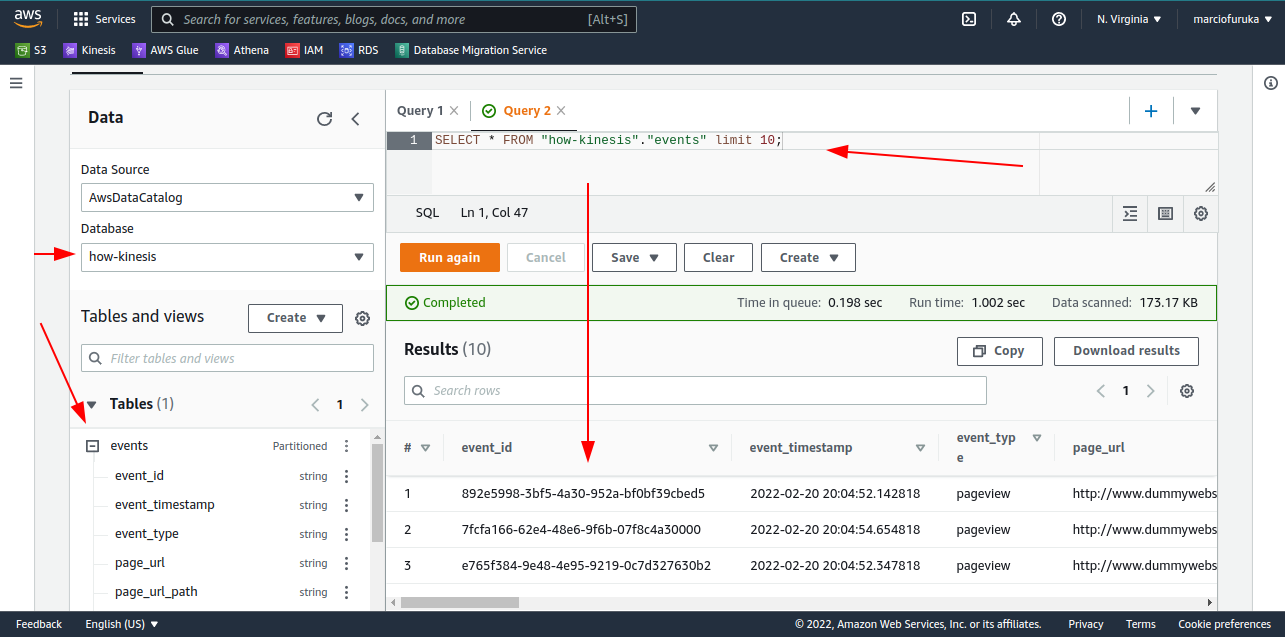 aws
Services
Search for services, features, blogs, docs, and more
[Alt+S]
N. Virginia
marciofuruka
S3
Kinesis
AWS Glue
Athena
IAM
RDS
Database Migration Service
Data
Data Source
AwsDataCatalog
Database
how-kinesis
Tables and views
Create
Filter tables and views
Tables (1)
1
events
Partitioned
event_id
string
event_timestamp
string
event_type
string
page_url
string
page_url_path
string
Query 1
Query 2
1
SELECT * FROM "how-kinesis"."events" limit 10;
SQL
Ln 1, Col 47
Run again
Cancel
Save
Clear
Create
Completed
Time in queue: 0.198 sec
Run time: 1.002 sec
Data scanned: 173.17 KB
Results (10)
Copy
Download results
Search rows
1
# event_id event_timestamp event_typ
e page_url
1 892e5998-3bf5-4a30-952a-bf0bf39cbed5 2022-02-20 20:04:52.142818 pageview http://www.dummywebs
2 7fcfa166-62e4-48e6-9f6b-07f8c4a30000 2022-02-20 20:04:54.654818 pageview http://www.dummywebs
3 e765f384-9e48-4e95-9219-0c7d327630b2 2022-02-20 20:04:52.347818 pageview http://www.dummywebs
Feedback
English (US)
© 2022, Amazon Web Services, Inc. or its affiliates.
Privacy
Terms
Cookie preferences